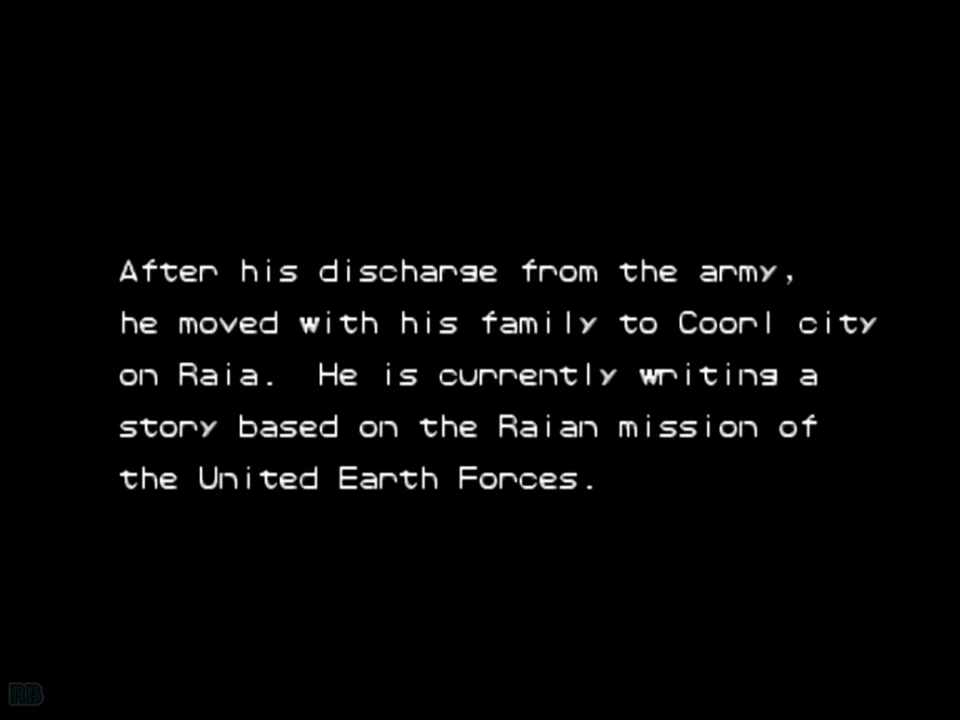 After his discharge from the army,
he moved with his family to Coorl city
on Raia.  He is currently writing a
story based on the Raian mission of
the United Earth Forces.
RB